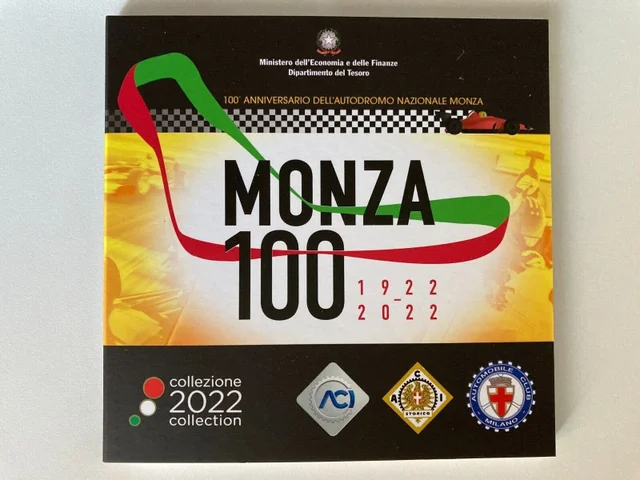 Ministero dell'Economia e delle Finanze
Dipartimento del Tesoro
100° ANNIVERSARIO DELL'AUTODROMO NAZIONALE MONZA
MONZA
100
1922_
2022
collezione
2022
collection
ACI
A C I
STORICO
AUTOMOBILE CLUB
MILANO